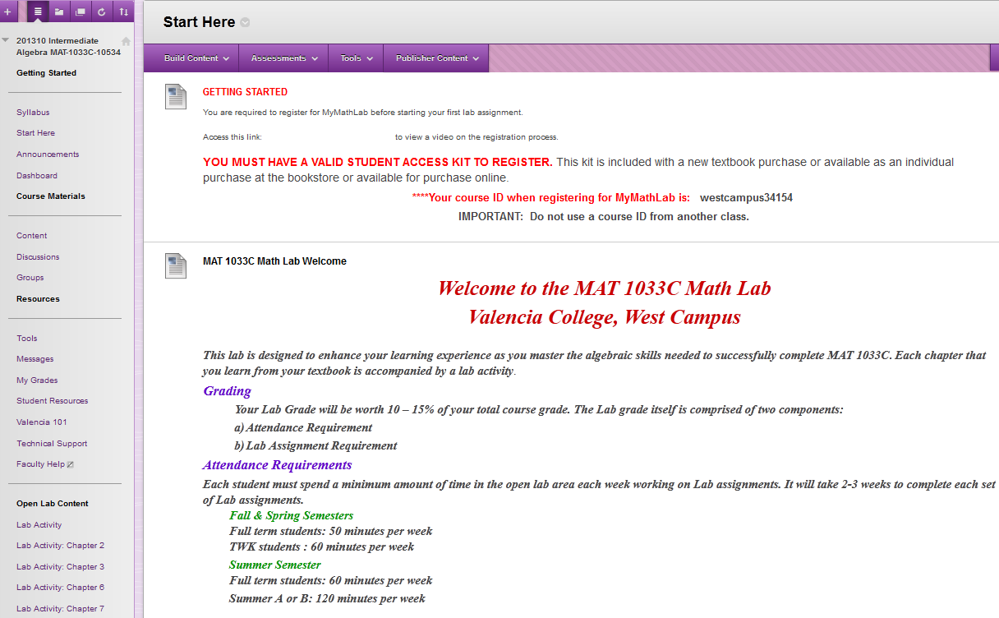 201310 Intermediate
Algebra MAT-1033C-10534
Getting Started
Syllabus
Start Here
Announcements
Dashboard
Course Materials
Content
Discussions
Groups
Resources
Tools
Messages
My Grades
Student Resources
Valencia 101
Technical Support
Faculty Help
Open Lab Content
Lab Activity
Lab Activity: Chapter 2
Lab Activity: Chapter 3
Lab Activity: Chapter 6
Lab Activity: Chapter 7
Start Here
Build Content Assessments Tools Publisher Content
GETTING STARTED
You are required to register for MyMathLab before starting your first lab assignment.
Access this link: to view a video on the registration process.
YOU MUST HAVE A VALID STUDENT ACCESS KIT TO REGISTER. This kit is included with a new textbook purchase or available as an individual
purchase at the bookstore or available for purchase online.
****Your course ID when registering for MyMathLab is: westcampus34154
IMPORTANT: Do not use a course ID from another class.
MAT 1033C Math Lab Welcome
Welcome to the MAT 1033C Math Lab
Valencia College, West Campus
This lab is designed to enhance your learning experience as you master the algebraic skills needed to successfully complete MAT 1033C. Each chapter that
you learn from your textbook is accompanied by a lab activity.
Grading
Your Lab Grade will be worth 10 – 15% of your total course grade. The Lab grade itself is comprised of two components:
a) Attendance Requirement
b) Lab Assignment Requirement
Attendance Requirements
Each student must spend a minimum amount of time in the open lab area each week working on Lab assignments. It will take 2-3 weeks to complete each set
of Lab assignments.
Fall & Spring Semesters
Full term students: 50 minutes per week
TWK students : 60 minutes per week
Summer Semester
Full term students: 60 minutes per week
Summer A or B: 120 minutes per week